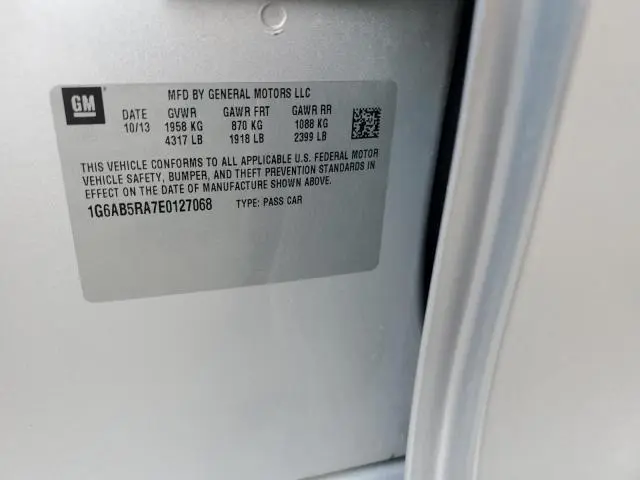 GM
MFD BY GENERAL MOTORS LLC
DATE GVWR GAWR FRT GAWR RR
10/13 1958 KG 870 KG 1088 KG
4317 LB 1918 LB 2399 LB
THIS VEHICLE CONFORMS TO ALL APPLICABLE U.S. FEDERAL MOTOR
VEHICLE SAFETY, BUMPER, AND THEFT PREVENTION STANDARDS IN
EFFECT ON THE DATE OF MANUFACTURE SHOWN ABOVE.
1G6AB5RA7E0127068 TYPE: PASS CAR